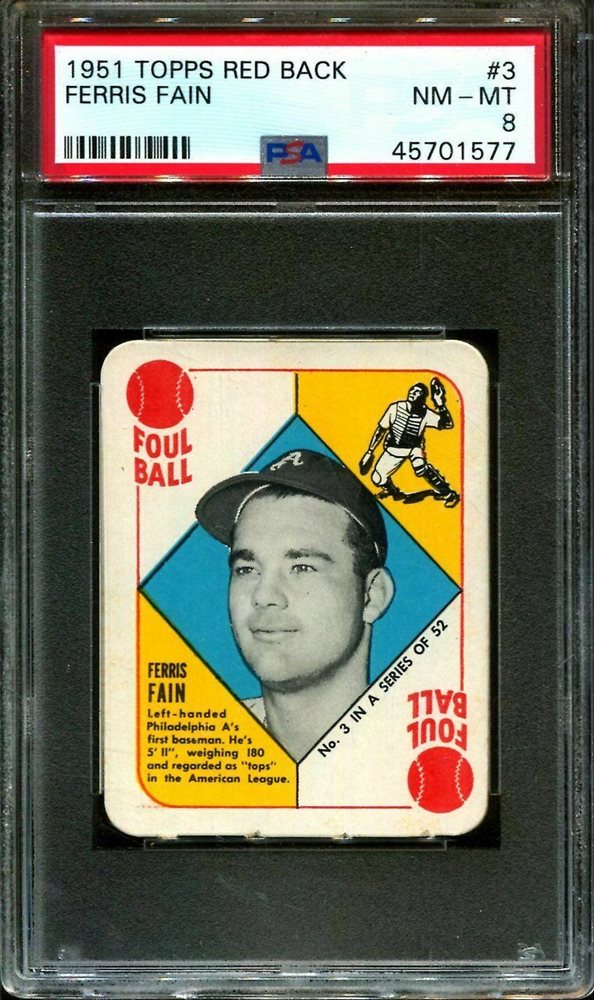 1951 TOPPS RED BACK #3
FERRIS FAIN NM – MT
8
PSA 45701577
FOUL
BALL
A
FERRIS
FAIN
Left-handed
Philadelphia A's
first baseman. He's
5' 11", weighing 180
and regarded as "tops"
in the American League.
No. 3 IN A SERIES OF 52
FOUL
BALL
PSA